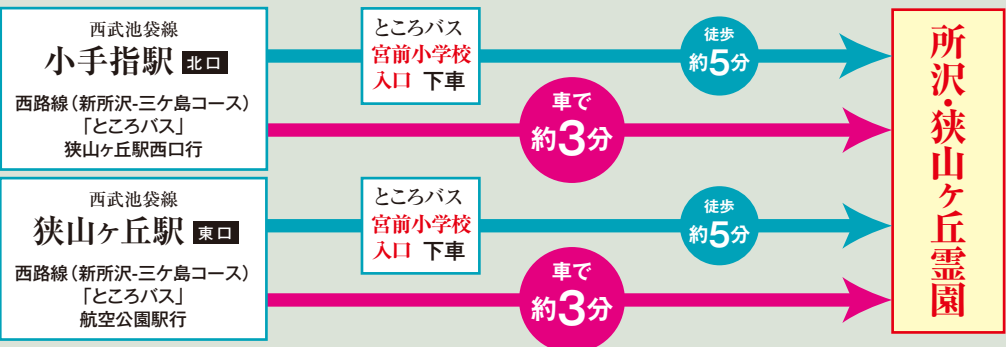 西武池袋線
小手指駅 北口
西路線（新所沢-三ケ島コース）
「ところバス」
狭山ヶ丘駅西口行
ところバス
宮前小学校
入口 下車
徒歩
約5分
車で
約3分
西武池袋線
狭山ヶ丘駅 東口
西路線（新所沢-三ケ島コース）
「ところバス」
航空公園駅行
ところバス
宮前小学校
入口 下車
徒歩
約5分
車で
約3分
所沢・狭山ヶ丘霊園